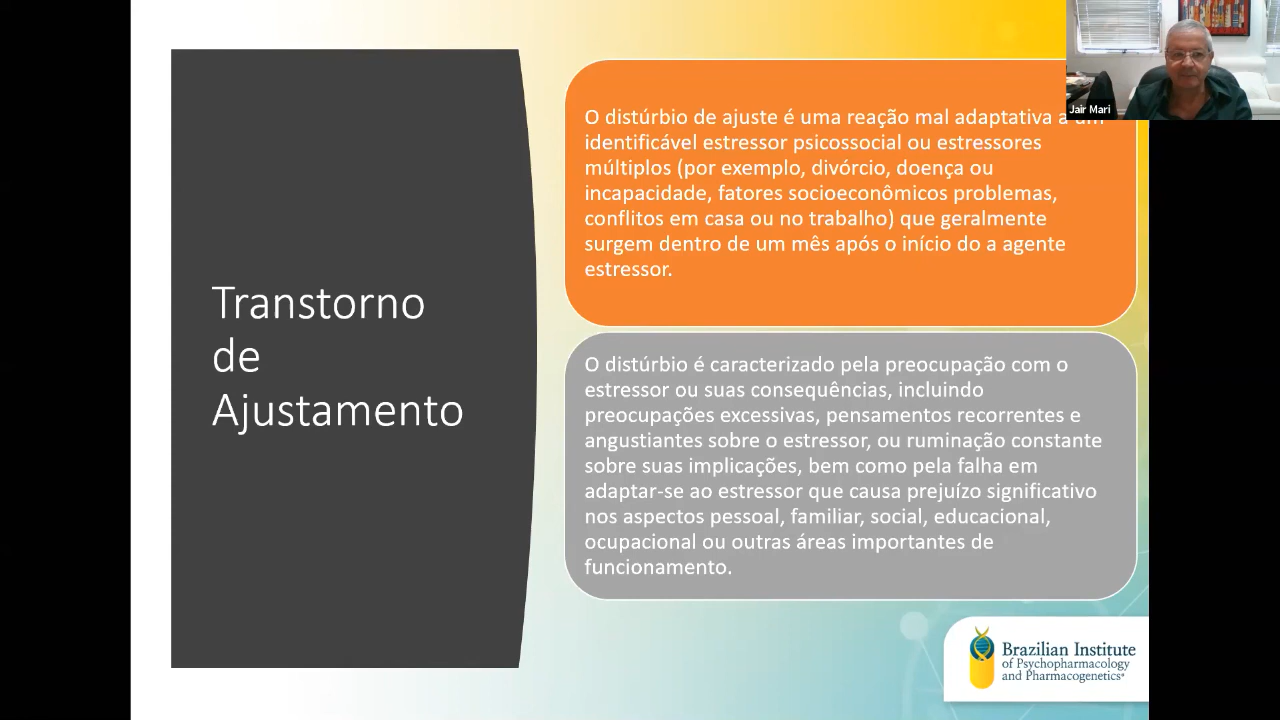 Transtorno
de
Ajustamento
O distúrbio de ajuste é uma reação mal adaptativa a um
identificável estressor psicossocial ou estressores
múltiplos (por exemplo, divórcio, doença ou
incapacidade, fatores socioeconômicos problemas,
conflitos em casa ou no trabalho) que geralmente
surgem dentro de um mês após o início do a agente
estressor.
O distúrbio é caracterizado pela preocupação com o
estressor ou suas consequências, incluindo
preocupações excessivas, pensamentos recorrentes e
angustiantes sobre o estressor, ou ruminação constante
sobre suas implicações, bem como pela falha em
adaptar-se ao estressor que causa prejuízo significativo
nos aspectos pessoal, familiar, social, educacional,
ocupacional ou outras áreas importantes de
funcionamento.
Jair Mari
Brazilian Institute
of Psychopharmacology
and Pharmacogenetics